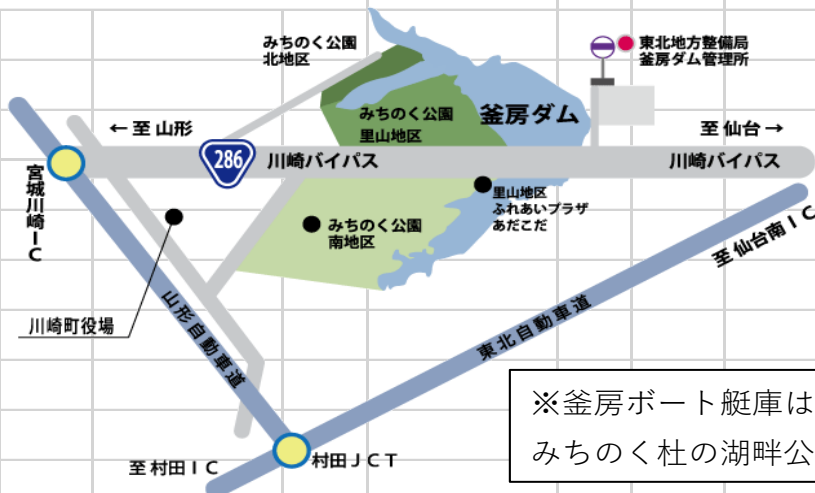 みちのく公園
北地区
東北地方整備局
釜房ダム管理所
みちのく公園
里山地区
釜房ダム
←至 山形
至 仙台→
286
川崎バイパス
川崎バイパス
宮城川崎IC
里山地区
ふれあいプラザ
あだこだ
みちのく公園
南地区
至 仙台南IC
川崎町役場
山形自動車道
東北自動車道
※釜房ボート艇庫は
みちのく杜の湖畔公
至 村田IC
村田JCT